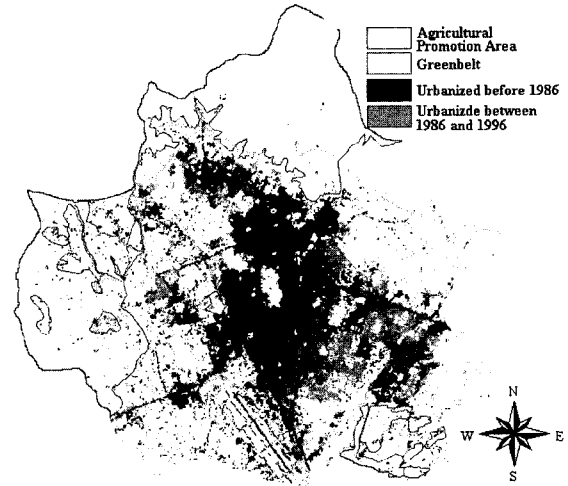 Agricultural
Promotion Area
Greenbelt
Urbanized before 1986
Urbanizde between
1986 and 1996
N
W
E
S